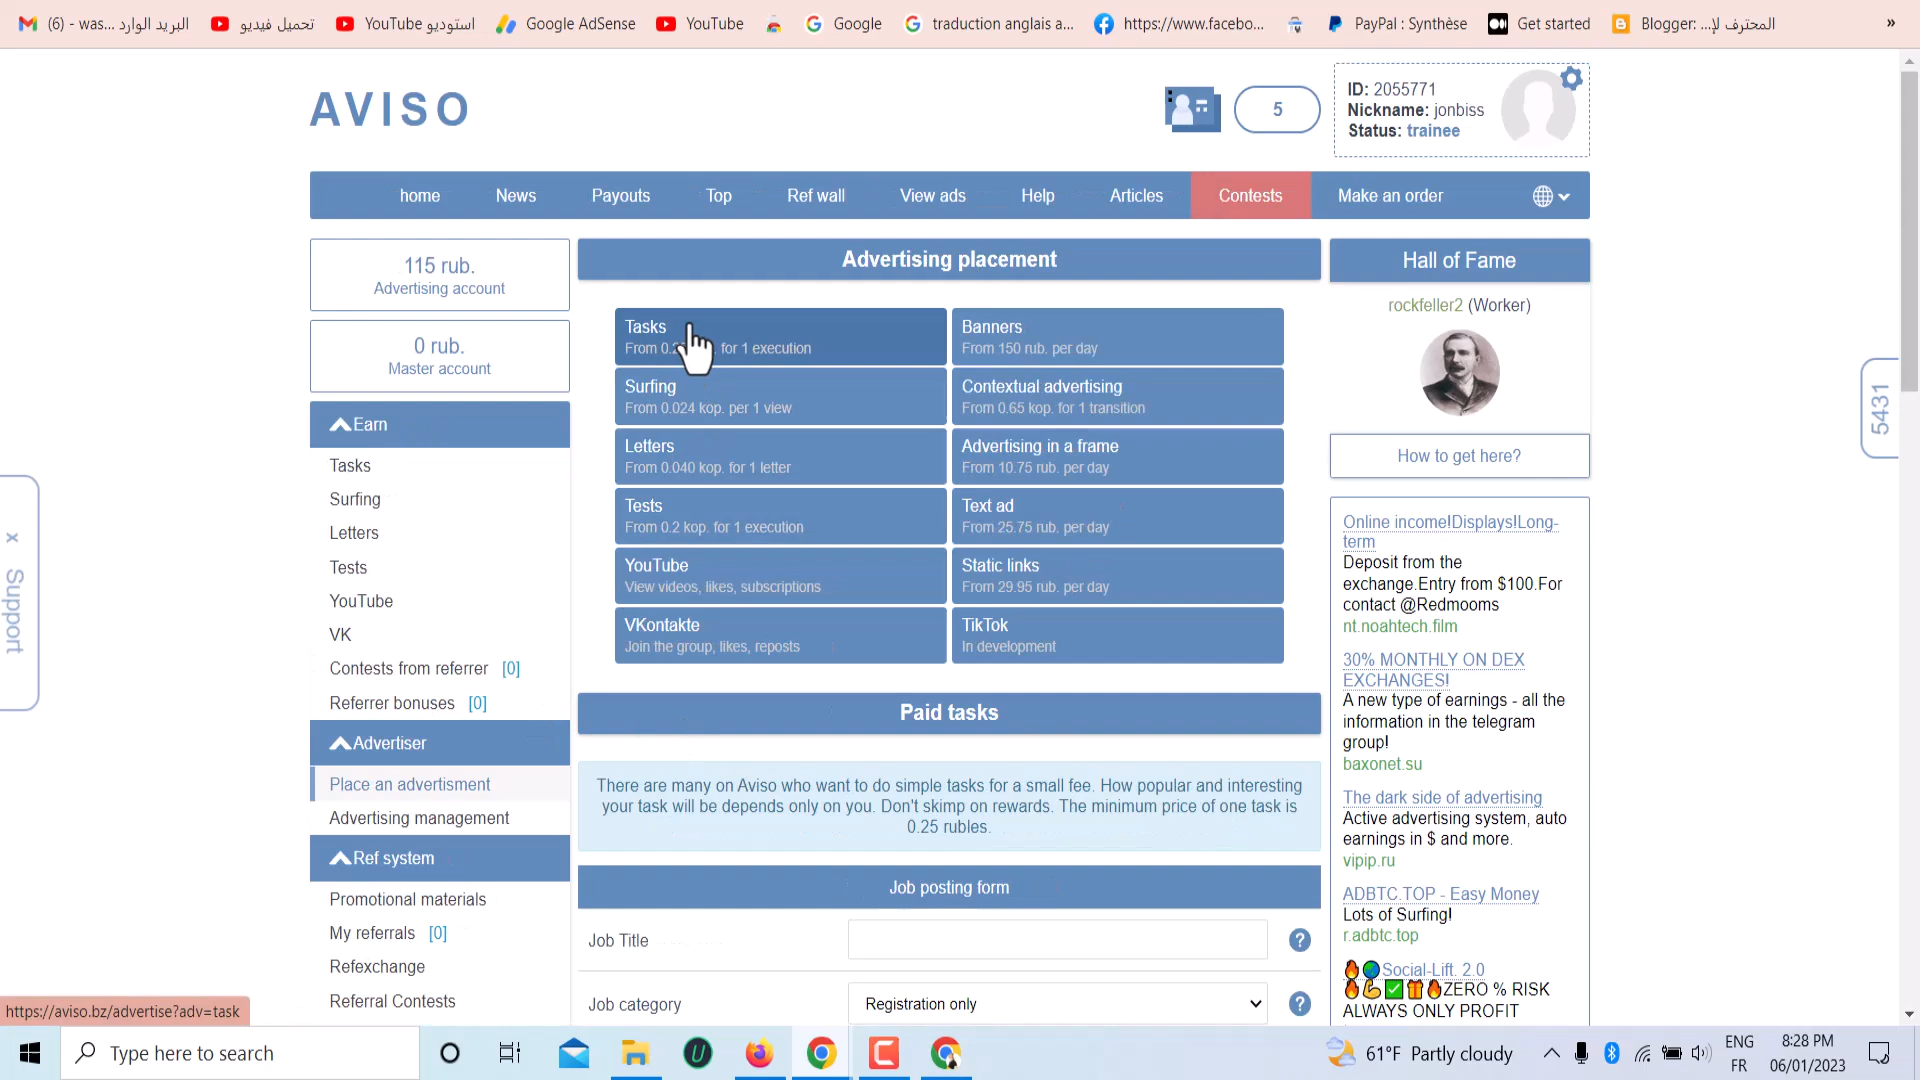 (6) - was... البريد الوارد
تحميل فيديو
YouTube استوديو
Google AdSense
YouTube
Google
traduction anglais a...
https://www.facebo...
PayPal : Synthèse
Get started
Blogger: ...المحترف لإ
»
AVISO
5
ID: 2055771
Nickname: jonbiss
Status: trainee
home News Payouts Top Ref wall View ads Help Articles Contests Make an order
115 rub.
Advertising account
0 rub.
Master account
Earn
Tasks
Surfing
Letters
Tests
YouTube
VK
Contests from referrer [0]
Referrer bonuses [0]
Advertiser
Place an advertisment
Advertising management
Ref system
Promotional materials
My referrals [0]
Refexchange
Referral Contests
Advertising placement
Tasks
From 0.2 for 1 execution
Banners
From 150 rub. per day
Surfing
From 0.024 kop. per 1 view
Contextual advertising
From 0.65 kop. for 1 transition
Letters
From 0.040 kop. for 1 letter
Advertising in a frame
From 10.75 rub. per day
Tests
From 0.2 kop. for 1 execution
Text ad
From 25.75 rub. per day
YouTube
View videos, likes, subscriptions
Static links
From 29.95 rub. per day
VKontakte
Join the group, likes, reposts
TikTok
In development
Paid tasks
There are many on Aviso who want to do simple tasks for a small fee. How popular and interesting
your task will be depends only on you. Don't skimp on rewards. The minimum price of one task is
0.25 rubles.
Job posting form
Job Title
?
Job category
Registration only
?
Hall of Fame
rockfeller2 (Worker)
How to get here?
Online income!Displays!Long-
term
Deposit from the
exchange.Entry from $100.For
contact @Redmooms
nt.noahtech.film
30% MONTHLY ON DEX
EXCHANGES!
A new type of earnings - all the
information in the telegram
group!
baxonet.su
The dark side of advertising
Active advertising system, auto
earnings in $ and more.
vipip.ru
ADBTC.TOP - Easy Money
Lots of Surfing!
r.adbtc.top
Social-Lift. 2.0
ZERO % RISK
ALWAYS ONLY PROFIT
5431
x Support
https://aviso.bz/advertise?adv=task
Type here to search
61°F Partly cloudy
ENG
FR
8:28 PM
06/01/2023